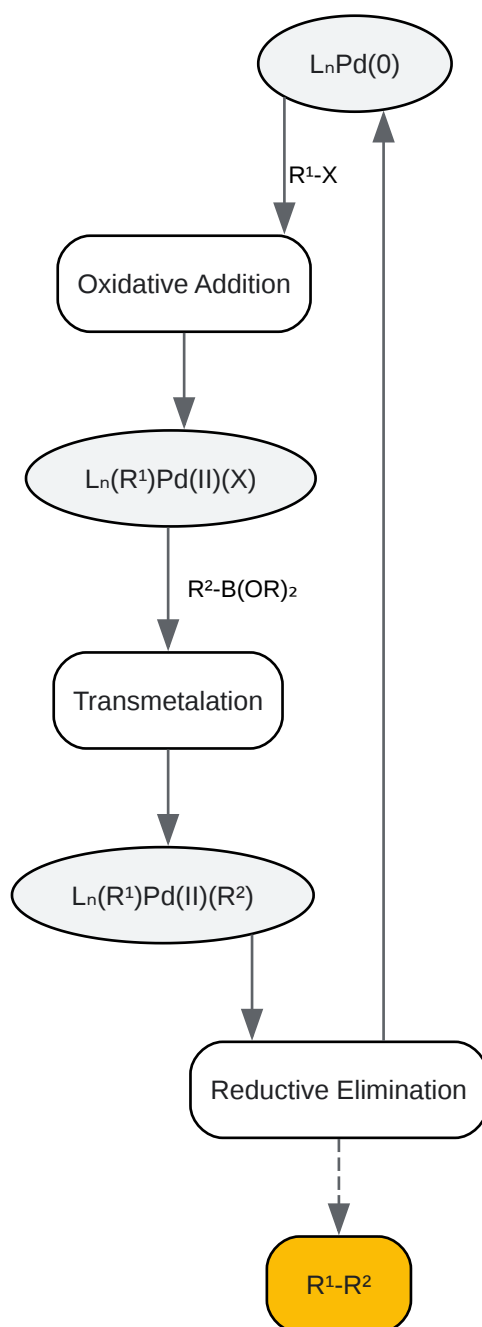 LₙPd(0)
R¹-X
Oxidative Addition
Lₙ(R¹)Pd(II)(X)
R²-B(OR)₂
Transmetalation
Lₙ(R¹)Pd(II)(R²)
Reductive Elimination
R¹-R²